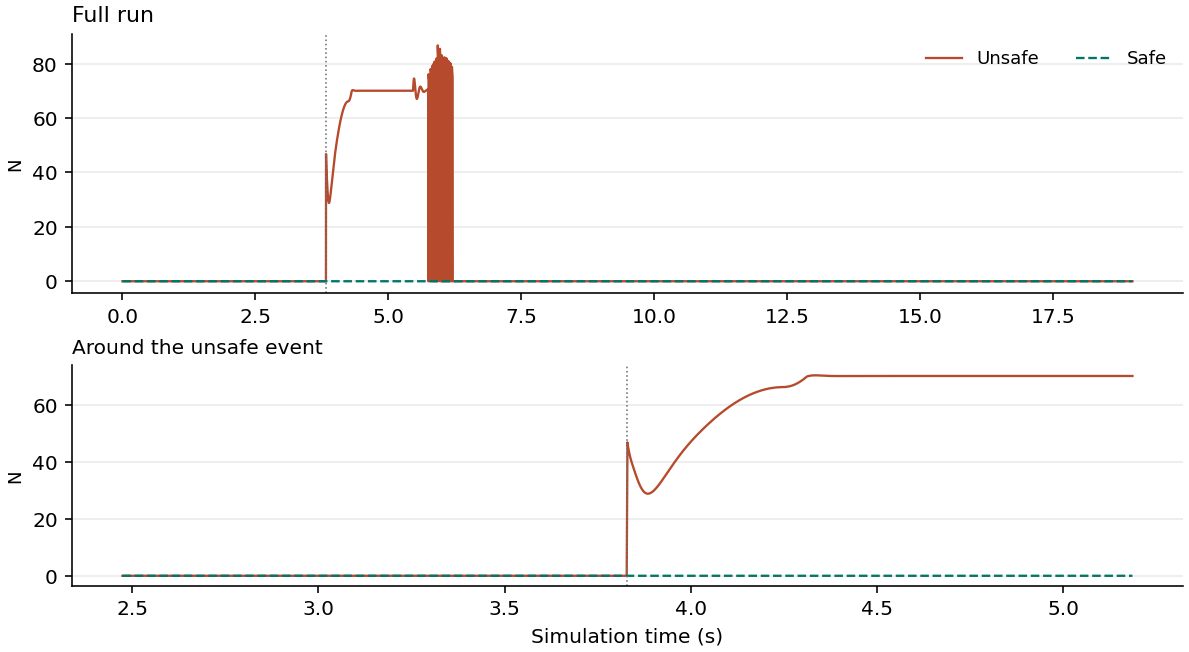 Full run
80
60
40
20
0
N
Unsafe
Safe
0.0 2.5 5.0 7.5 10.0 12.5 15.0 17.5
Around the unsafe event
60
40
20
0
N
2.5 3.0 3.5 4.0 4.5 5.0
Simulation time (s)